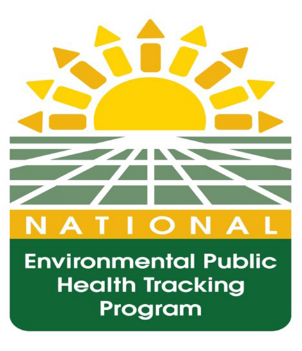 NATIONAL
Environmental Public
Health Tracking
Program